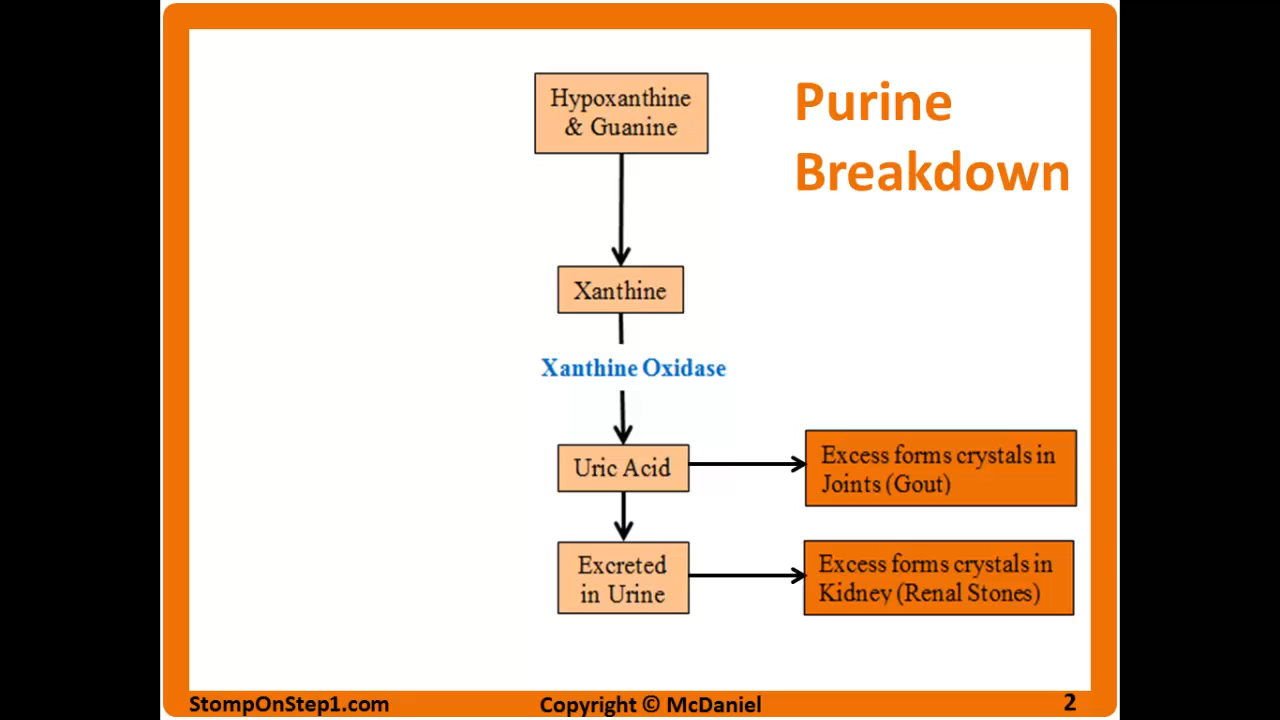 Purine
Breakdown
Hypoxanthine
& Guanine
Xanthine
Xanthine Oxidase
Uric Acid
Excess forms crystals in
Joints (Gout)
Excreted
in Urine
Excess forms crystals in
Kidney (Renal Stones)
StompOnStep1.com
Copyright © McDaniel
2